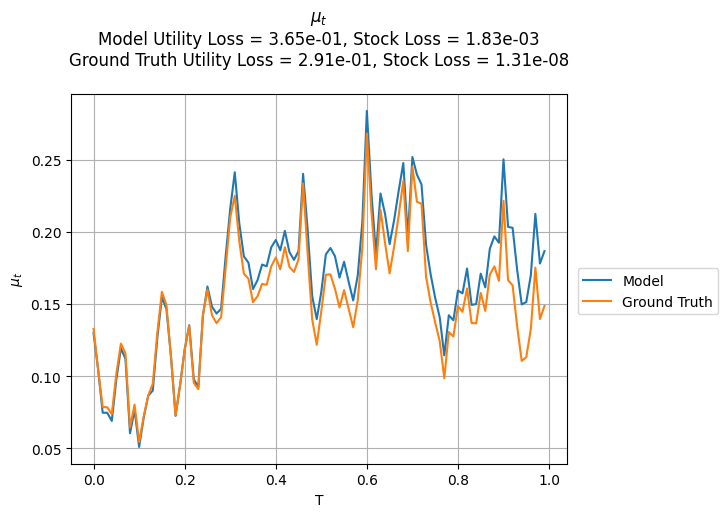 μₜ
Model Utility Loss = 3.65e-01, Stock Loss = 1.83e-03
Ground Truth Utility Loss = 2.91e-01, Stock Loss = 1.31e-08
0.25
0.20
0.15
0.10
0.05
μₜ
0.0 0.2 0.4 0.6 0.8 1.0
T
Model
Ground Truth